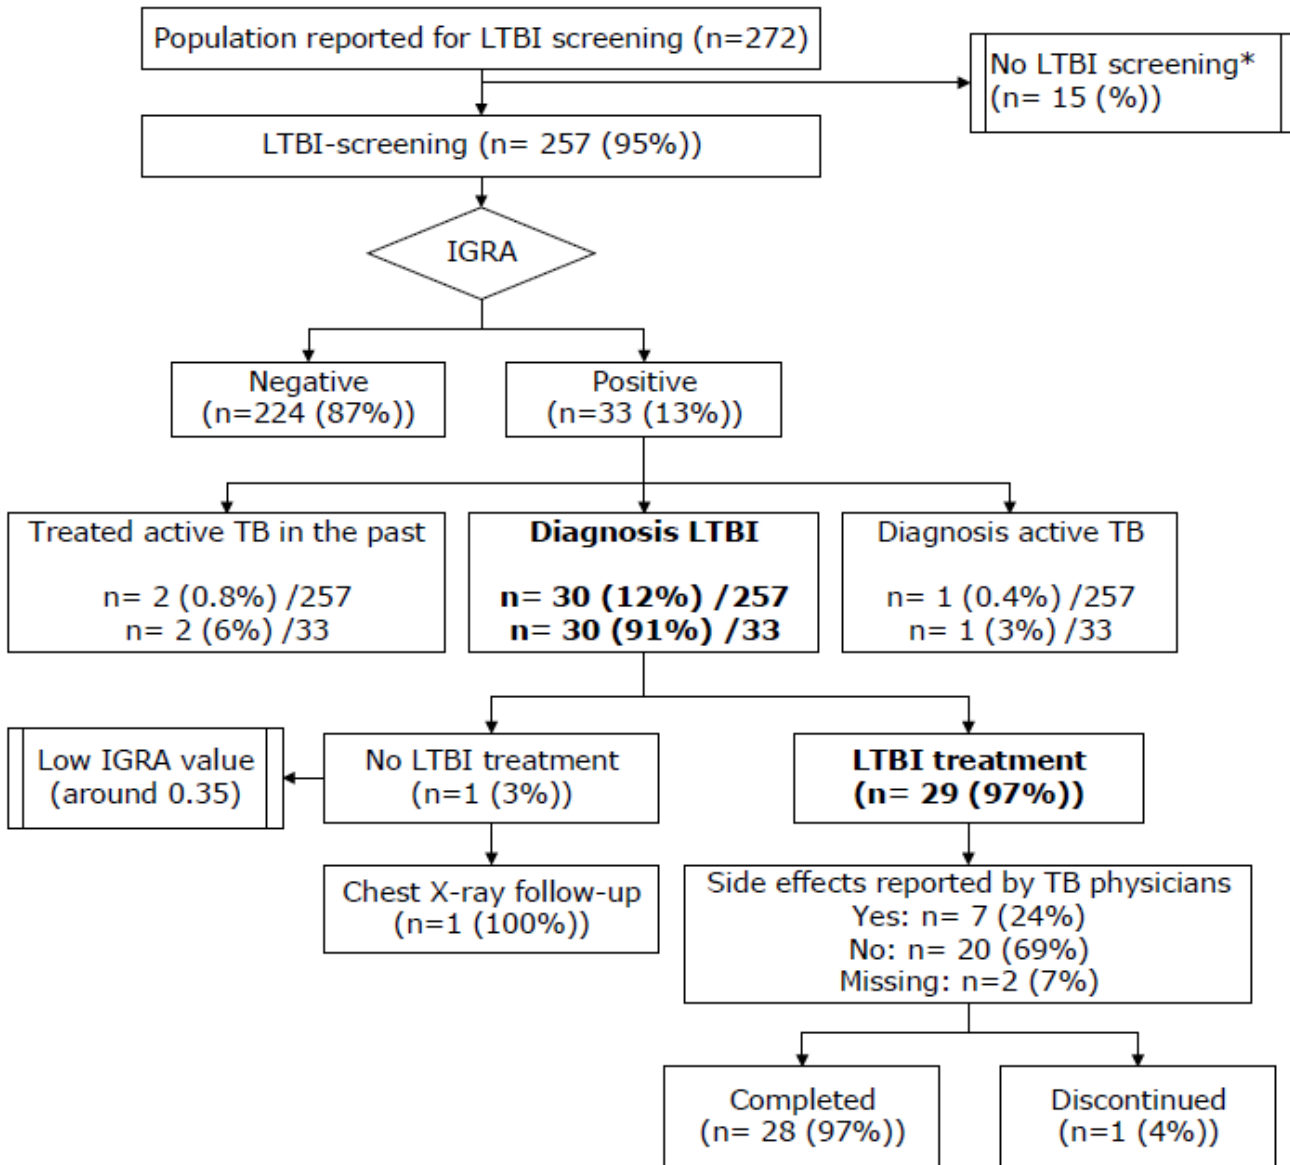 Population reported for LTBI screening (n=272)
No LTBI screening*
(n= 15 (%))
LTBI-screening (n= 257 (95%))
IGRA
Negative
(n=224 (87%))
Positive
(n=33 (13%))
Treated active TB in the past
n= 2 (0.8%) /257
n= 2 (6%) /33
Diagnosis LTBI
n= 30 (12%) /257
n= 30 (91%) /33
Diagnosis active TB
n= 1 (0.4%) /257
n= 1 (3%) /33
Low IGRA value
(around 0.35)
No LTBI treatment
(n=1 (3%))
LTBI treatment
(n= 29 (97%))
Chest X-ray follow-up
(n=1 (100%))
Side effects reported by TB physicians
Yes: n= 7 (24%)
No: n= 20 (69%)
Missing: n=2 (7%)
Completed
(n= 28 (97%))
Discontinued
(n=1 (4%))